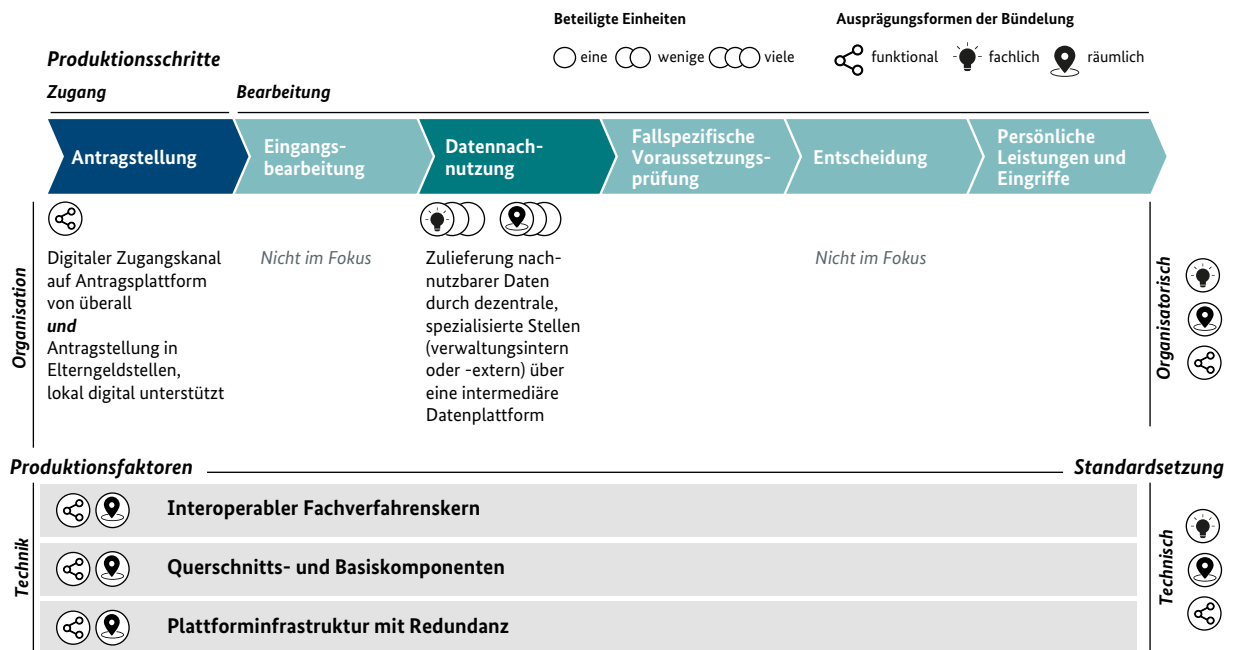 Beteiligte Einheiten
Ausprägungsformen der Bündelung
eine wenige viele
funktional fachlich räumlich
Produktionsschritte
Zugang
Bearbeitung
Antragstellung
Eingangs-
bearbeitung
Datennach-
nutzung
Fallspezifische
Voraussetzungs-
prüfung
Entscheidung
Persönliche
Leistungen und
Eingriffe
Organisation
Digitaler Zugangskanal
auf Antragsplattform
von überall
und
Antragstellung in
Elterngeldstellen,
lokal digital unterstützt
Nicht im Fokus
Zulieferung nach-
nutzbarer Daten
durch dezentrale,
spezialisierte Stellen
(verwaltungsintern
oder -extern) über
eine intermediäre
Datenplattform
Nicht im Fokus
Organisatorisch
Produktionsfaktoren
Standardsetzung
Technik
Interoperabler Fachverfahrenskern
Querschnitts- und Basiskomponenten
Plattforminfrastruktur mit Redundanz
Technisch